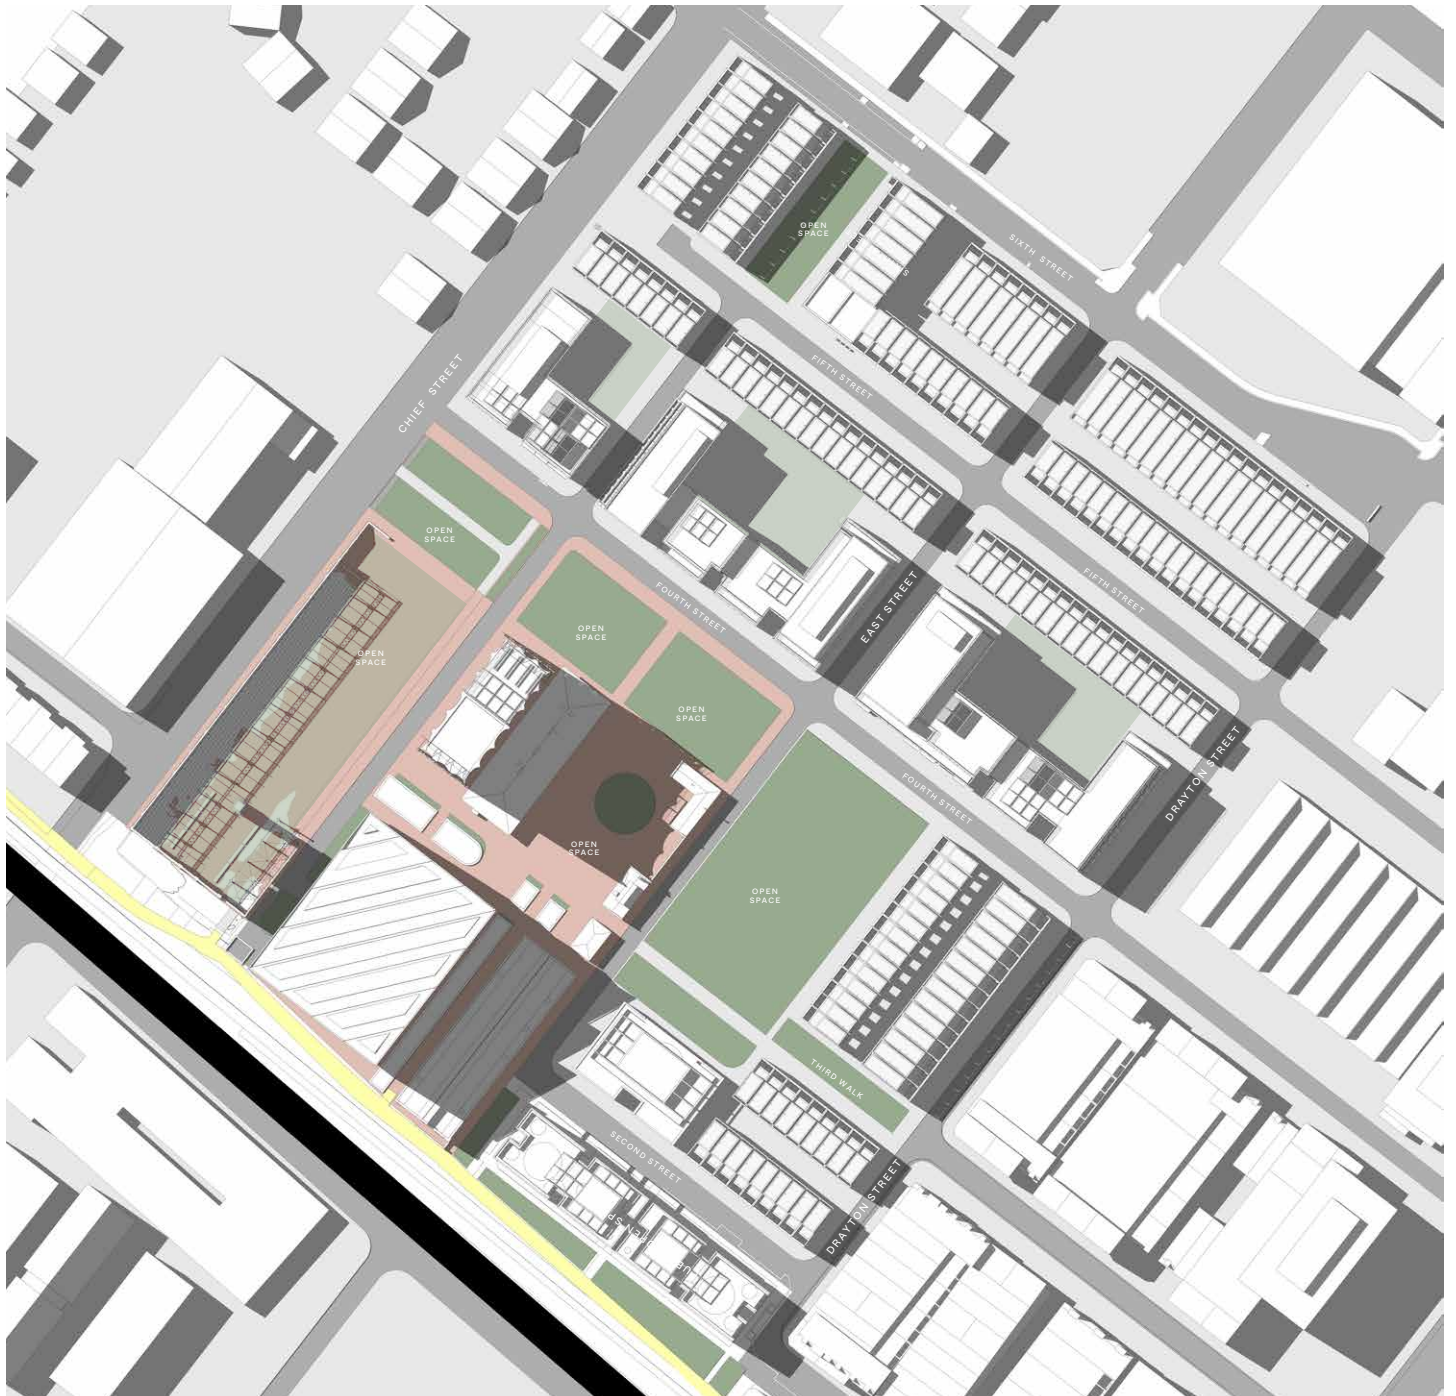 OPEN
SPACE
SIXTH STREET
S
CHIEF STREET
FIFTH STREET
OPEN
SPACE
FOURTH STREET
EAST STREET
FIFTH STREET
OPEN
SPACE
OPEN
SPACE
OPEN
SPACE
DRAYTON STREET
FOURTH STREET
OPEN
SPACE
OPEN
SPACE
THIRD WALK
SECOND STREET
DRAYTON STREET